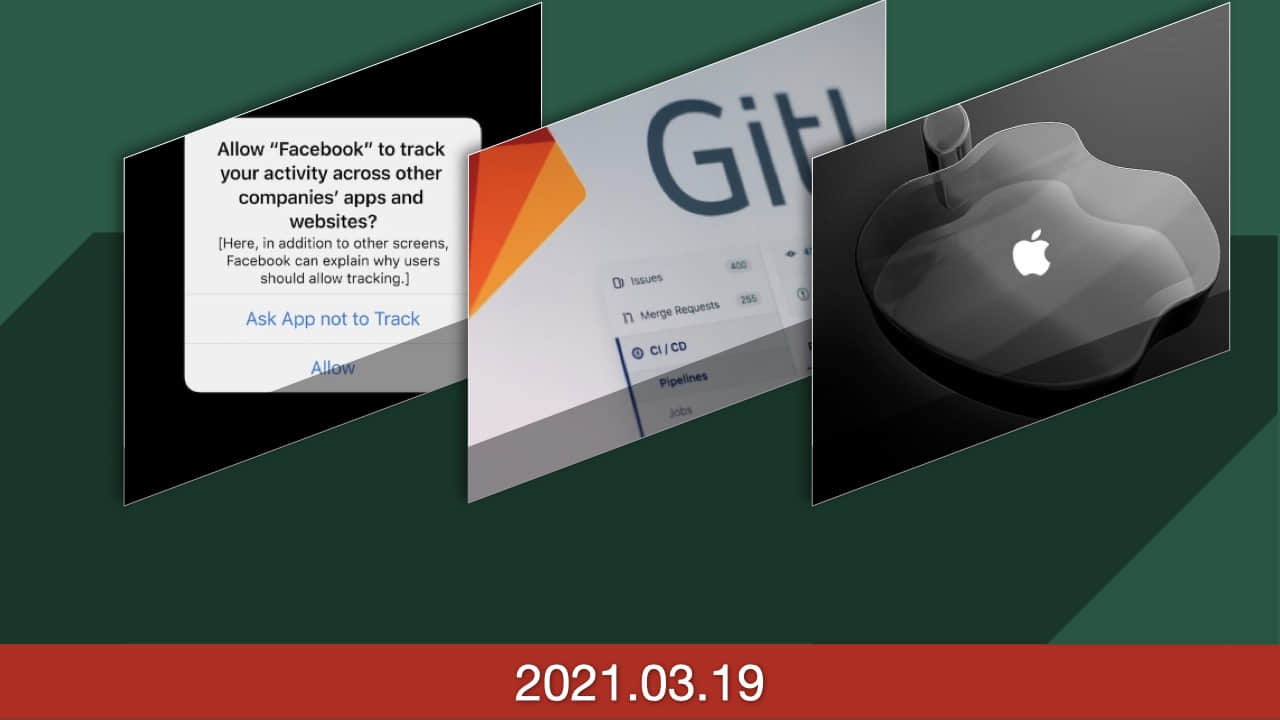 Allow “Facebook” to track
your activity across other
companies’ apps and
websites?
[Here, in addition to other screens,
Facebook can explain why users
should allow tracking.]
Ask App not to Track
Allow
Git
Issues 400
Merge Requests 255
CI / CD
Pipelines
Jobs
2021.03.19